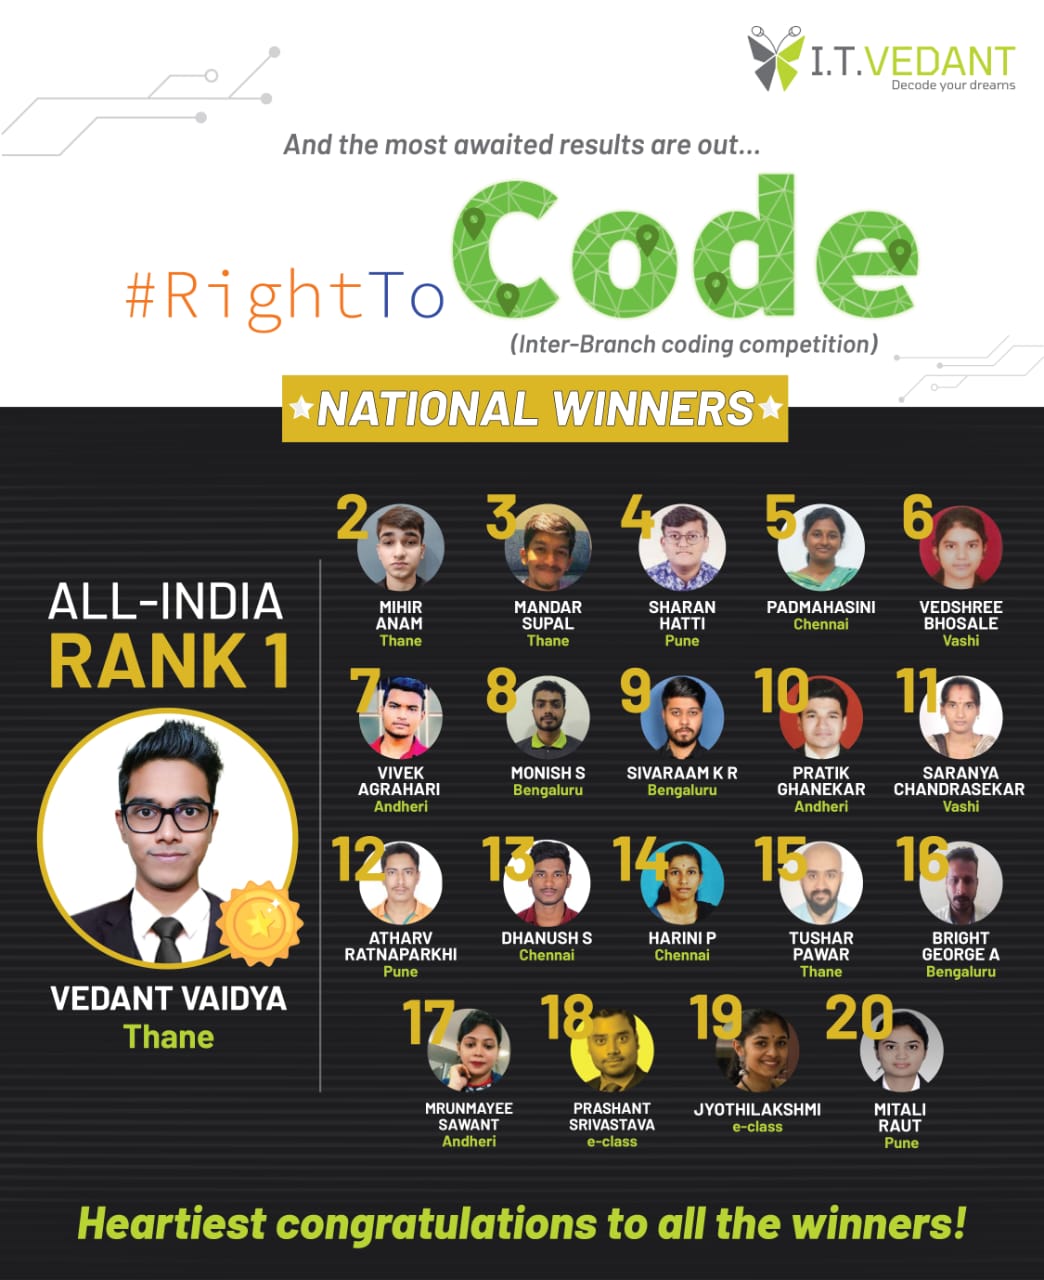 I.T.VEDANT
Decode your dreams
And the most awaited results are out...
#RightToCode
(Inter-Branch coding competition)
NATIONAL WINNERS
ALL-INDIA
RANK 1
VEDANT VAIDYA
Thane
2
MIHIR
ANAM
Thane
3
MANDAR
SUPAL
Thane
4
SHARAN
HATTI
Pune
5
PADMAHASINI
Chennai
6
VEDSHREE
BHOSALE
Vashi
7
VIVEK
AGRAHARI
Andheri
8
MONISH S
Bengaluru
9
SIVARAAM K R
Bengaluru
10
PRATIK
GHANEKAR
Andheri
11
SARANYA
CHANDRASEKAR
Vashi
12
ATHARV
RATNAPARKHI
Pune
13
DHANUSH S
Chennai
14
HARINI P
Chennai
15
TUSHAR
PAWAR
Thane
16
BRIGHT
GEORGE A
Bengaluru
17
MRUNMAYEE
SAWANT
Andheri
18
PRASHANT
SRIVASTAVA
e-class
19
JYOTHILAKSHMI
e-class
20
MITALI
RAUT
Pune
Heartiest congratulations to all the winners!